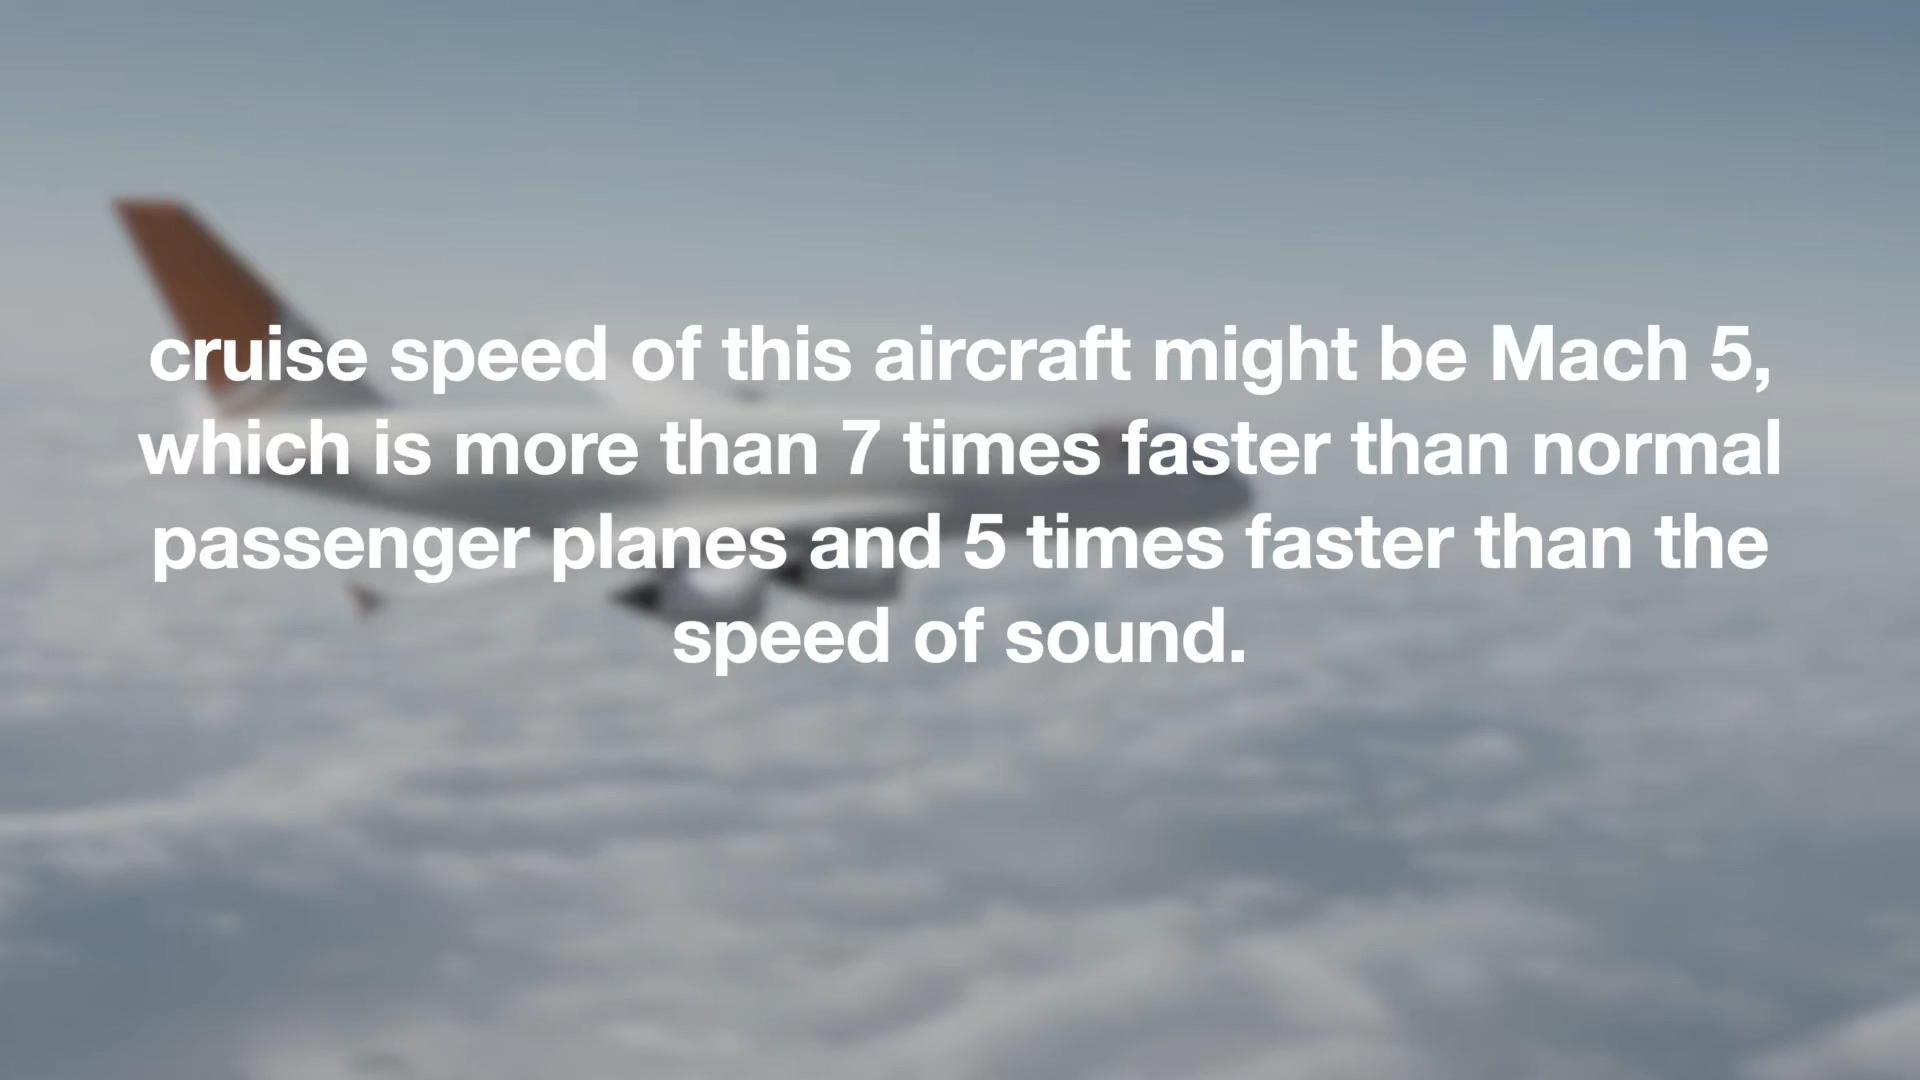 cruise speed of this aircraft might be Mach 5,
which is more than 7 times faster than normal
passenger planes and 5 times faster than the
speed of sound.